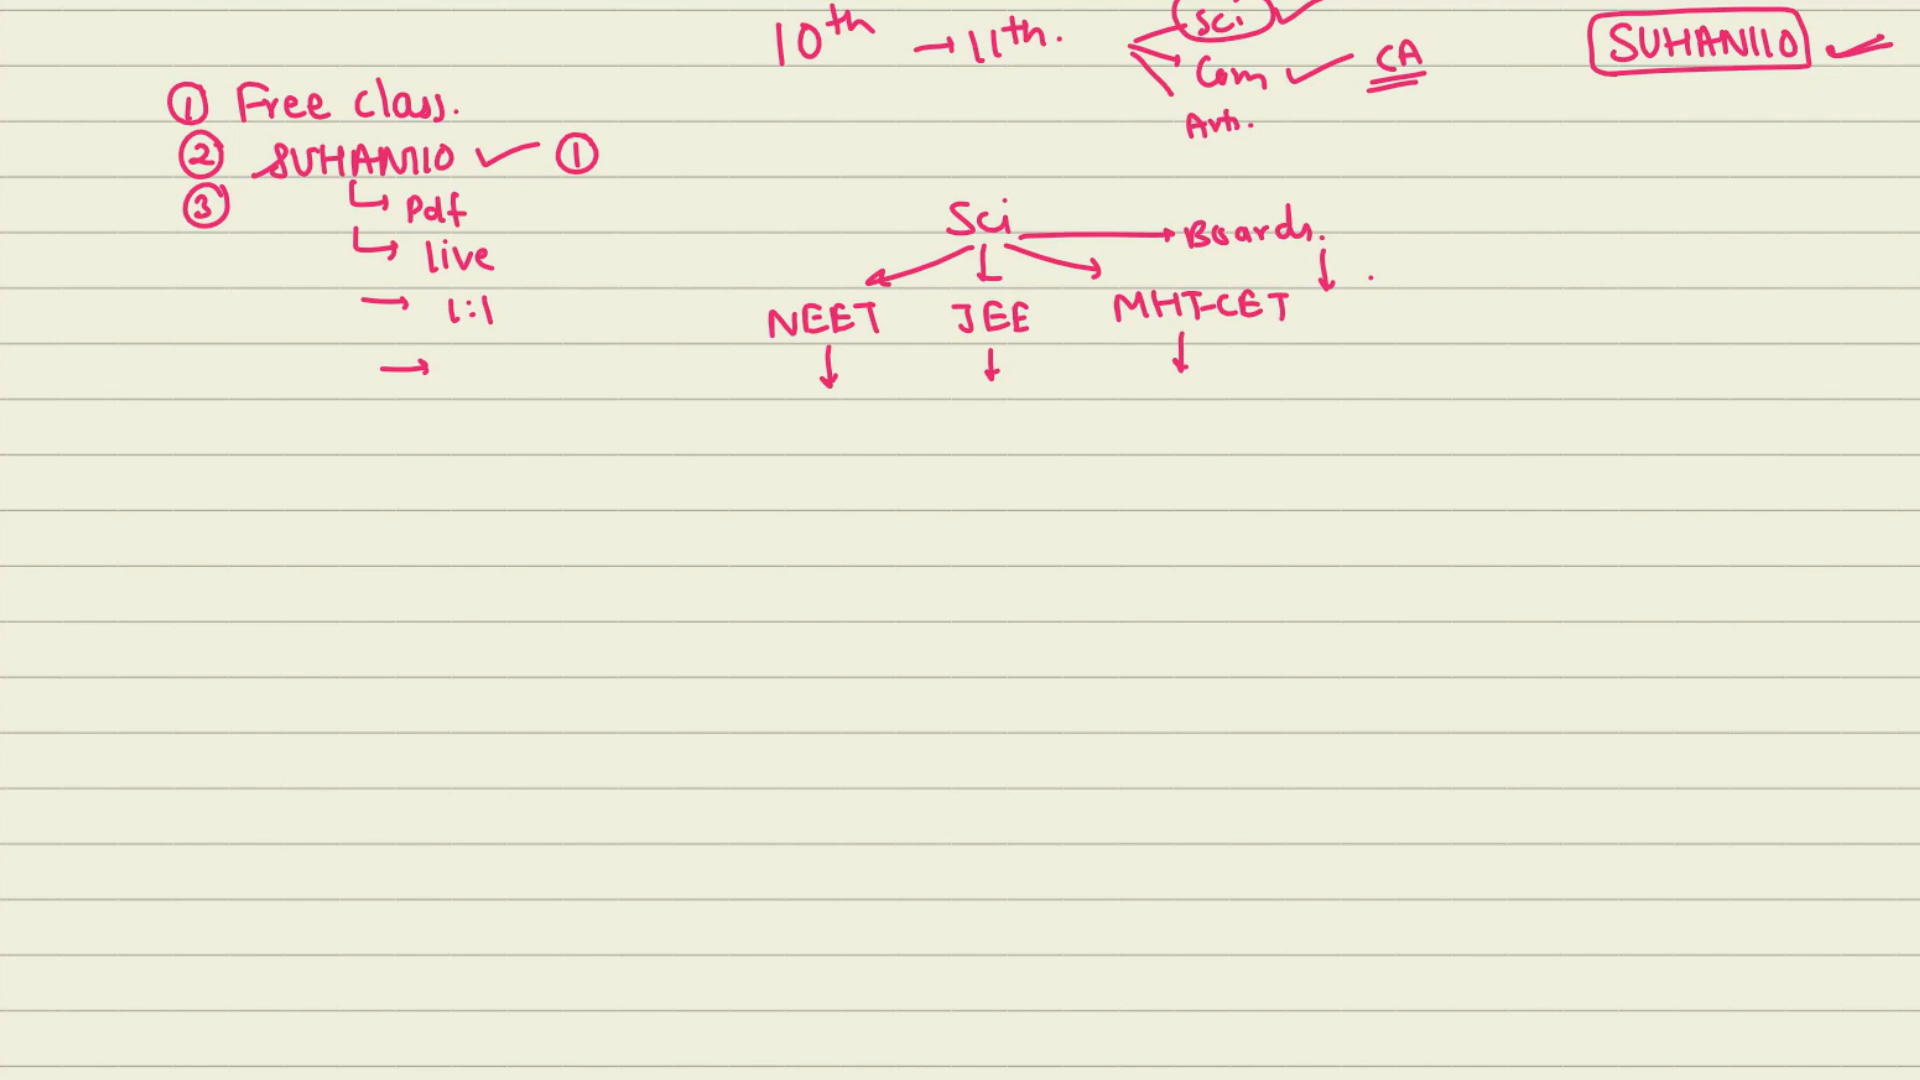 10th → 11th.
Sci ✓
Com ✓ CA
Arts.
SUHANI10 ✓
① Free class.
② SUHANI10 ✓ ①
③
↳ Pdf
↳ live
→ 1:1
→
Sci → Boards.
NEET JEE MHT-CET